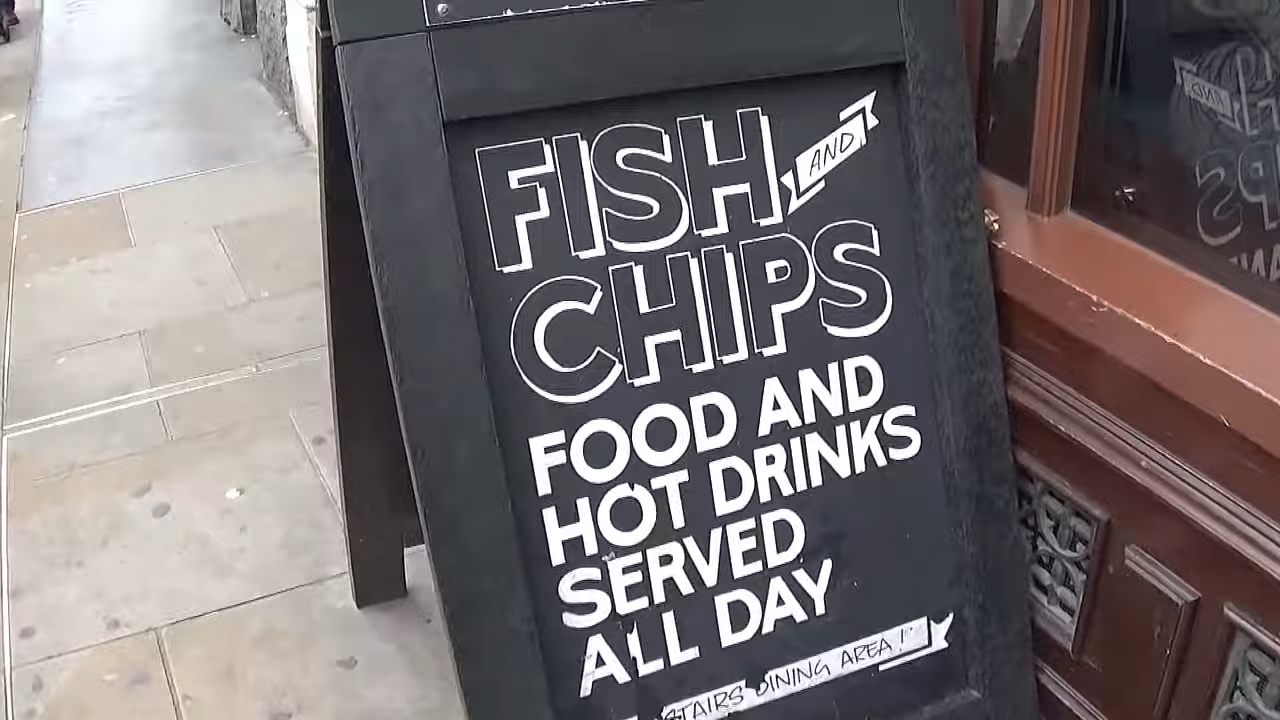 FISH AND
CHIPS
FOOD AND
HOT DRINKS
SERVED
ALL DAY
DINING AREA!